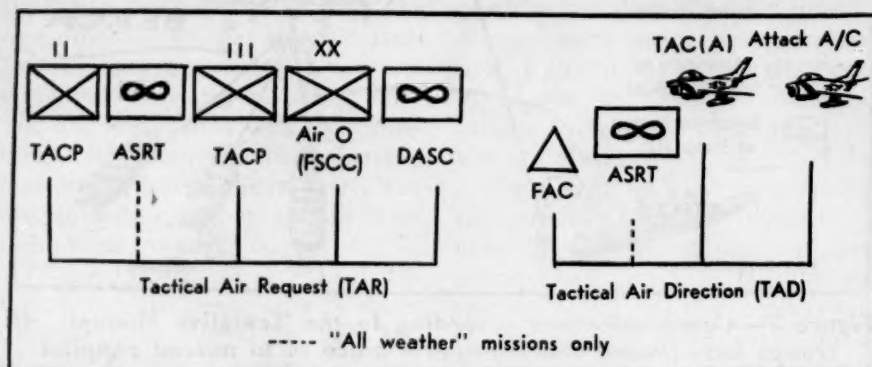 II III XX
TACP ASRT TACP Air O (FSCC) DASC
Tactical Air Request (TAR)
TAC(A) Attack A/C
FAC ASRT
Tactical Air Direction (TAD)
"All weather" missions only